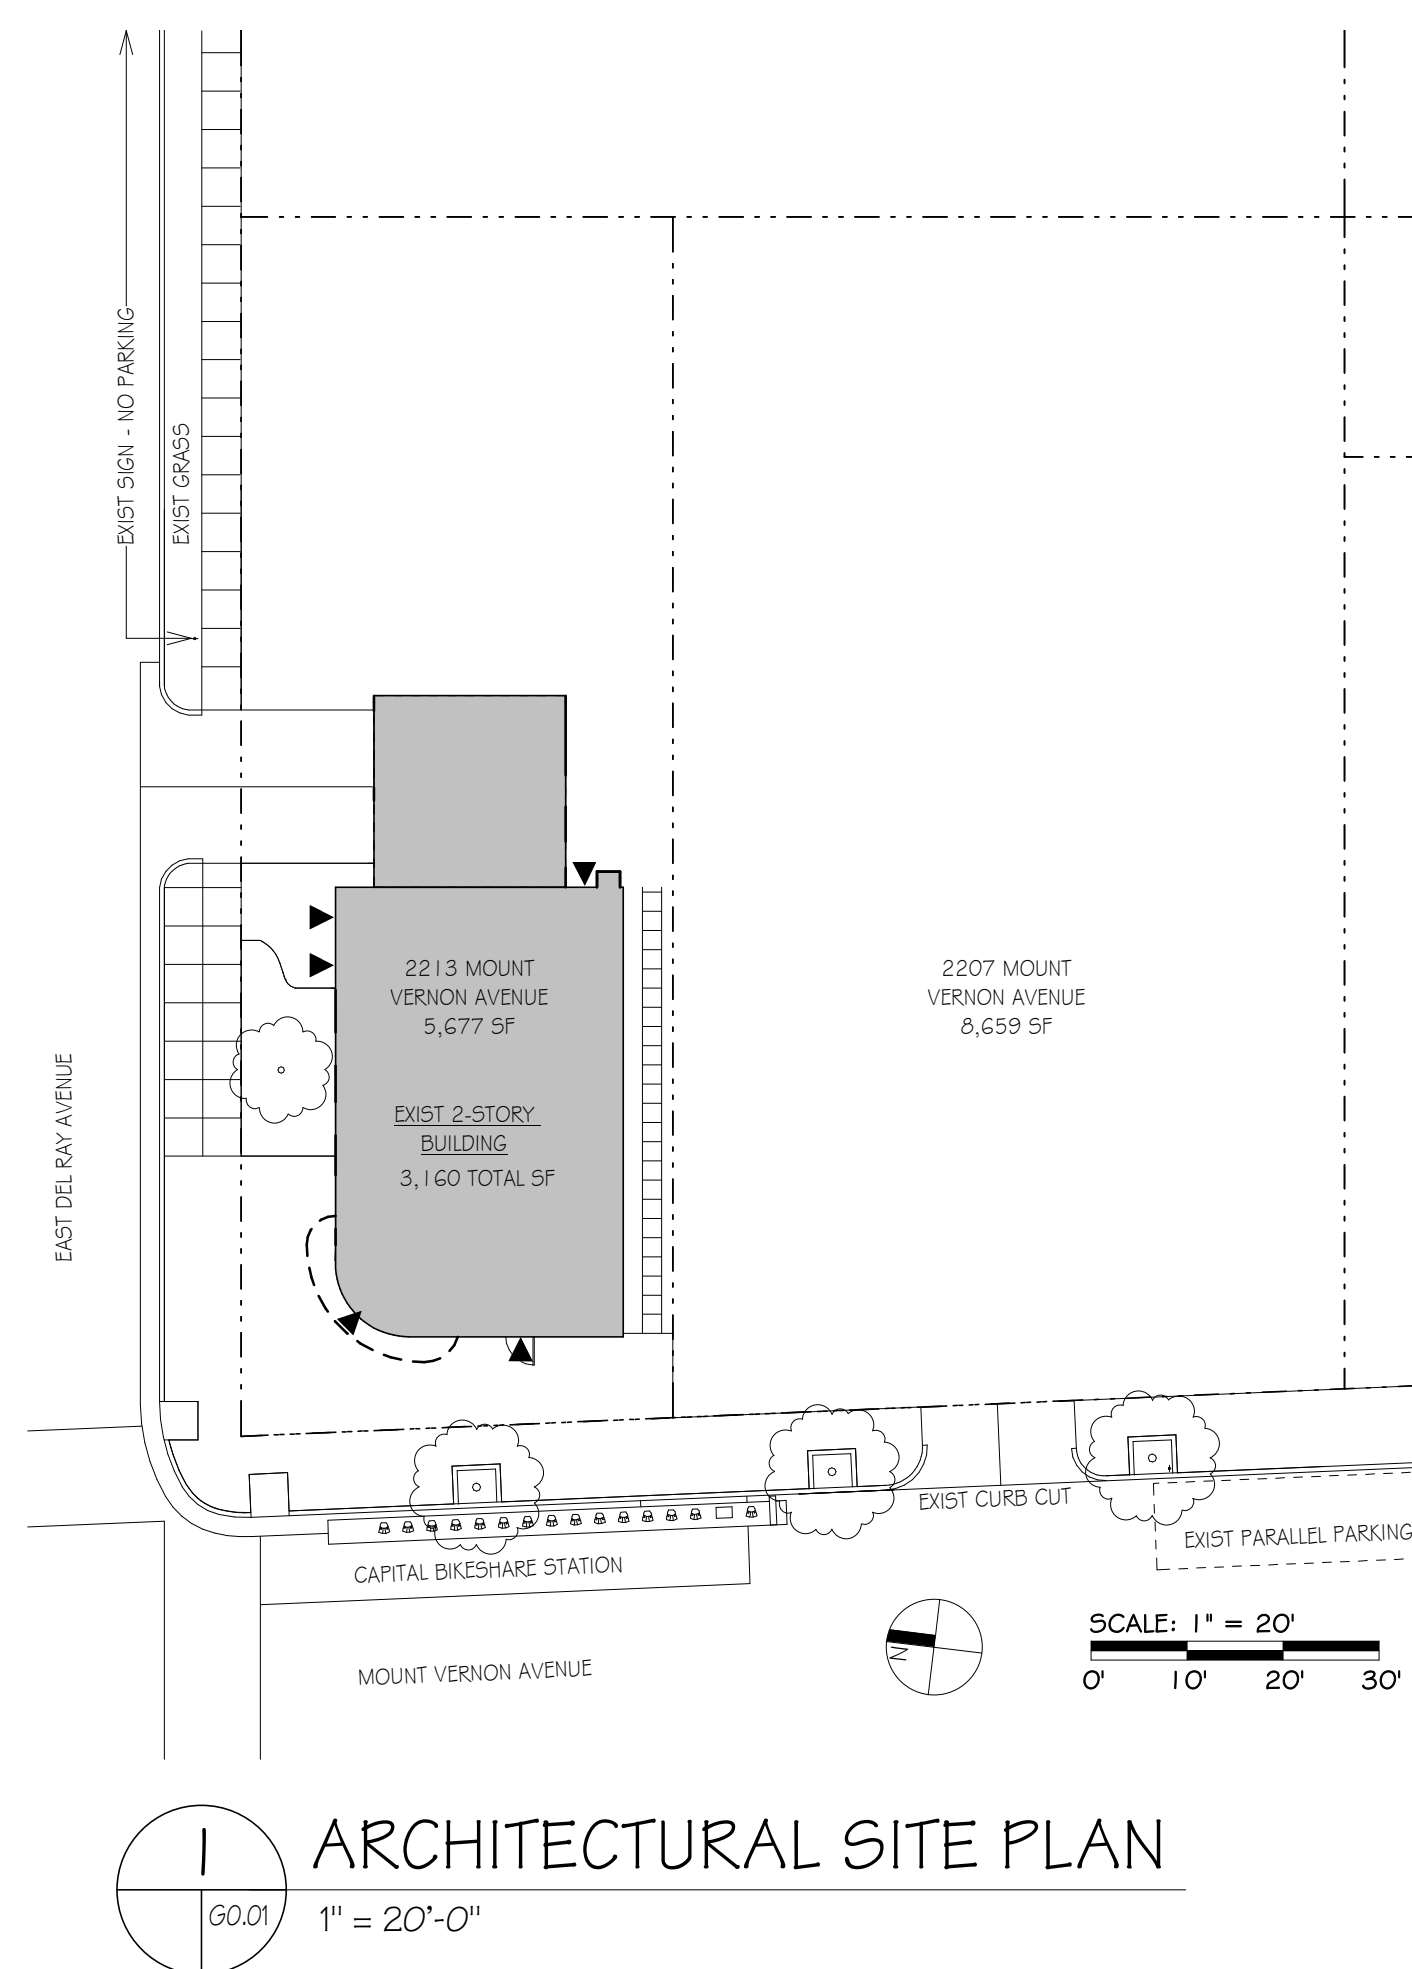 EXIST SIGN - NO PARKING
EXIST GRASS
2213 MOUNT
VERNON AVENUE
5,677 SF
2207 MOUNT
VERNON AVENUE
8,659 SF
EXIST 2-STORY
BUILDING
3,160 TOTAL SF
EAST DEL RAY AVENUE
EXIST CURB CUT
EXIST PARALLEL PARKING
CAPITAL BIKESHARE STATION
MOUNT VERNON AVENUE
N
SCALE: 1" = 20'
0' 10' 20' 30'
1
ARCHITECTURAL SITE PLAN
G0.01
1" = 20'-0"